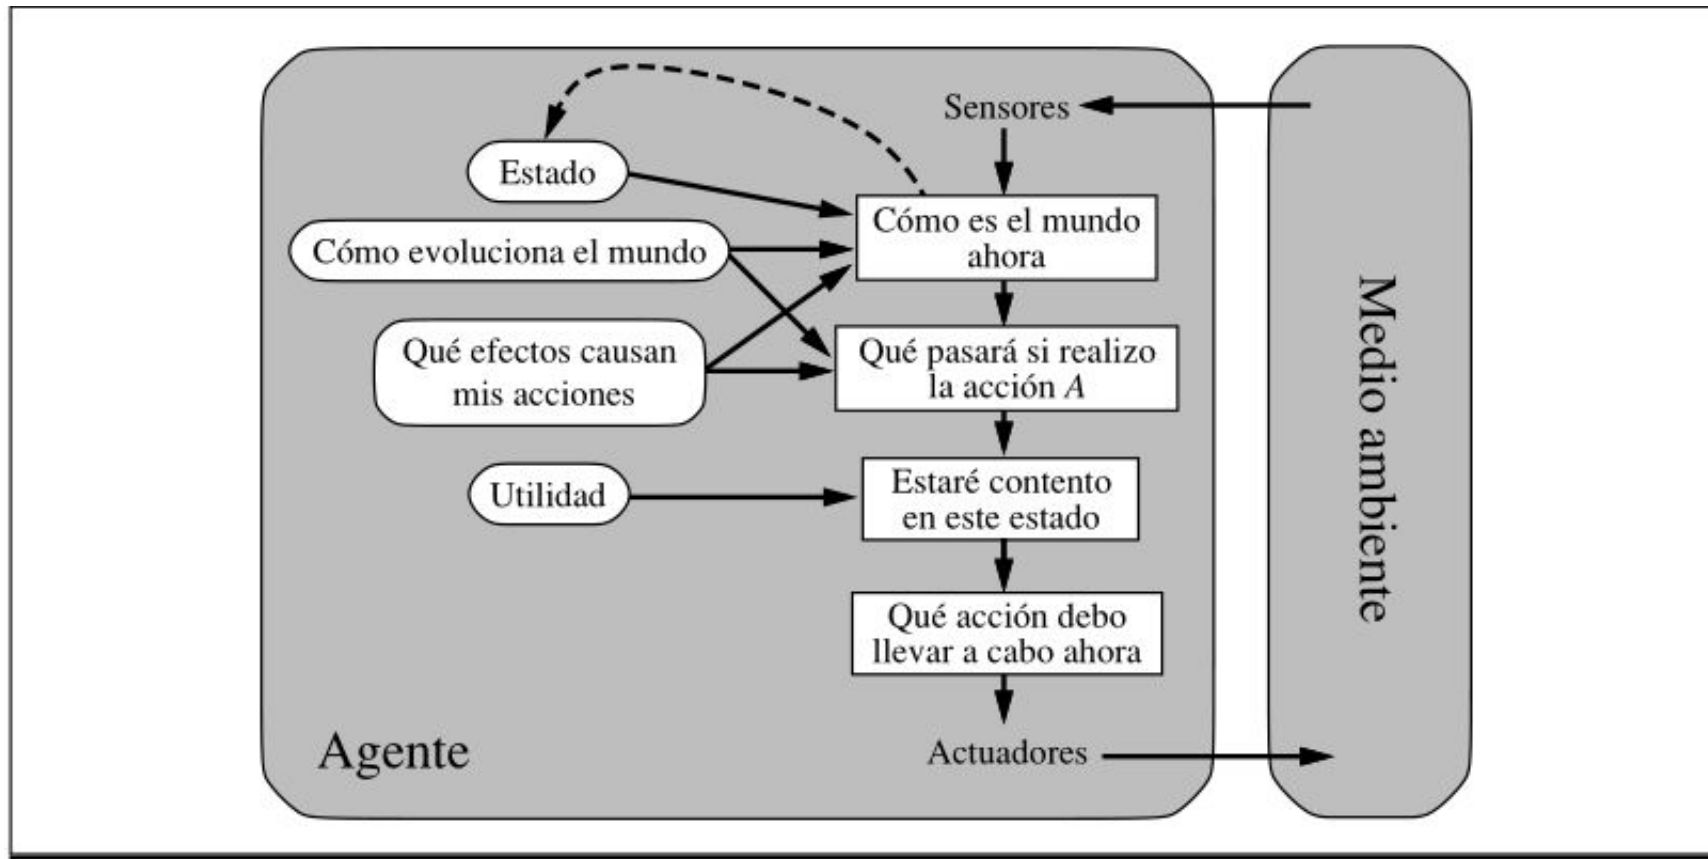 Sensores
Estado
Cómo es el mundo
ahora
Cómo evoluciona el mundo
Qué efectos causan
mis acciones
Qué pasará si realizo
la acción A
Utilidad
Estaré contento
en este estado
Qué acción debo
llevar a cabo ahora
Agente
Actuadores
Medio ambiente